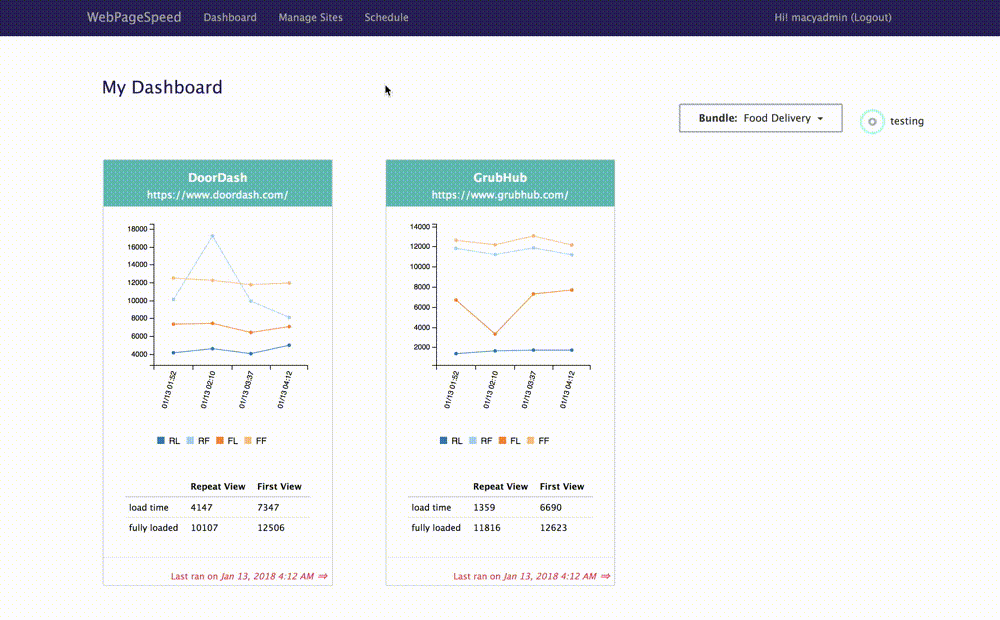 WebPageSpeed Dashboard Manage Sites Schedule Hi! macyadmin (Logout)
My Dashboard
Bundle: Food Delivery testing
DoorDash
https://www.doordash.com/
18000
16000
14000
12000
10000
8000
6000
4000
01/13 01:52 01/13 02:10 01/13 03:37 01/13 04:12
RL RF FL FF
Repeat View First View
load time 4147 7347
fully loaded 10107 12506
Last ran on Jan 13, 2018 4:12 AM ⇒
GrubHub
https://www.grubhub.com/
14000
12000
10000
8000
6000
4000
2000
01/13 01:52 01/13 02:10 01/13 03:37 01/13 04:12
RL RF FL FF
Repeat View First View
load time 1359 6690
fully loaded 11816 12623
Last ran on Jan 13, 2018 4:12 AM ⇒